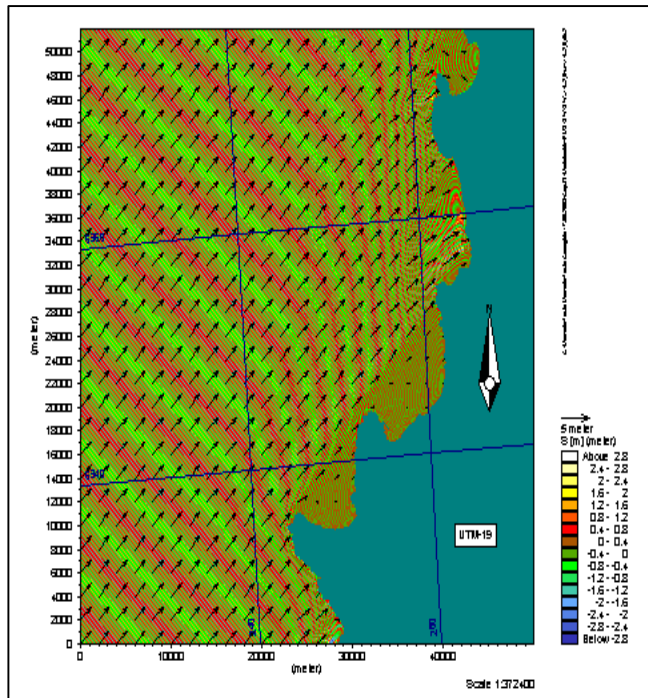 50000
48000
46000
44000
42000
40000
38000
36000
34000
32000
30000
28000
26000
24000
22000
20000
18000
16000
14000
12000
10000
8000
6000
4000
2000
0
(meter)
0
10000
20000
30000
40000
(meter)
UTM-19
5 meter
S [m] (meter)
Above 2.8
2.4 - 2.8
2 - 2.4
1.6 - 2
1.2 - 1.6
0.8 - 1.2
0.4 - 0.8
0 - 0.4
-0.4 - 0
-0.8 - -0.4
-1.2 - -0.8
-1.6 - -1.2
-2 - -1.6
-2.4 - -2
-2.8 - -2.4
Below -2.8
Scale 1:372400